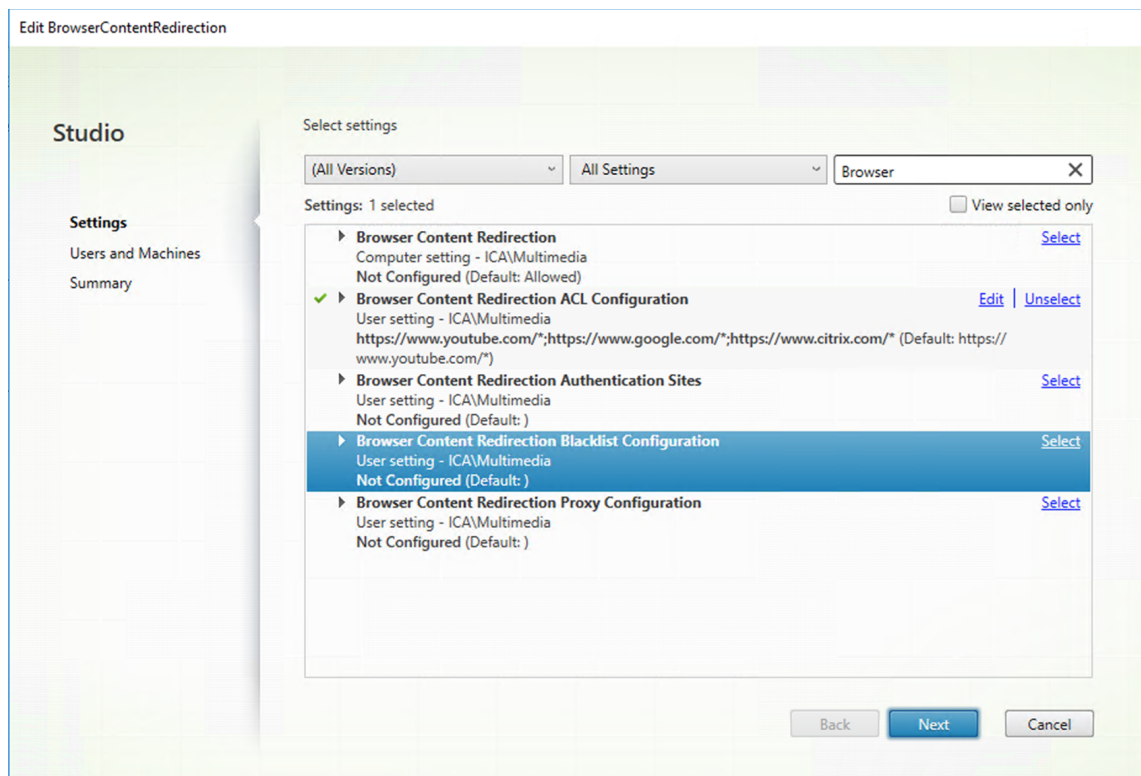 Edit BrowserContentRedirection
Studio
Settings
Users and Machines
Summary
Select settings
(All Versions)
All Settings
Browser
Settings: 1 selected
View selected only
Browser Content Redirection
Select
Computer setting - ICA\Multimedia
Not Configured (Default: Allowed)
Browser Content Redirection ACL Configuration
Edit | Unselect
User setting - ICA\Multimedia
https://www.youtube.com/*;https://www.google.com/*;https://www.citrix.com/* (Default: https://
www.youtube.com/*)
Browser Content Redirection Authentication Sites
Select
User setting - ICA\Multimedia
Not Configured (Default: )
Browser Content Redirection Blacklist Configuration
Select
User setting - ICA\Multimedia
Not Configured (Default: )
Browser Content Redirection Proxy Configuration
Select
User setting - ICA\Multimedia
Not Configured (Default: )
Back
Next
Cancel